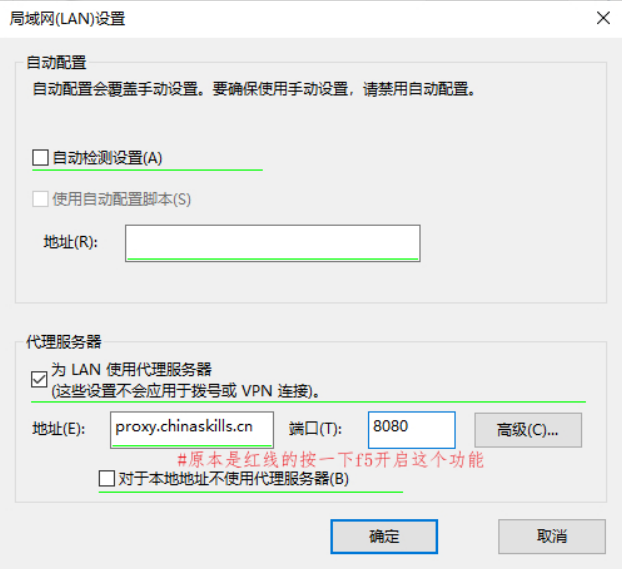 局域网(LAN)设置
自动配置
自动配置会覆盖手动设置。要确保使用手动设置，请禁用自动配置。
自动检测设置(A)
使用自动配置脚本(S)
地址(R):
代理服务器
为 LAN 使用代理服务器
(这些设置不会应用于拨号或 VPN 连接)。
地址(E): proxy.chinaskills.cn 端口(T): 8080 高级(C)...
#原本是红线的按一下f5开启这个功能
对于本地地址不使用代理服务器(B)
确定 取消